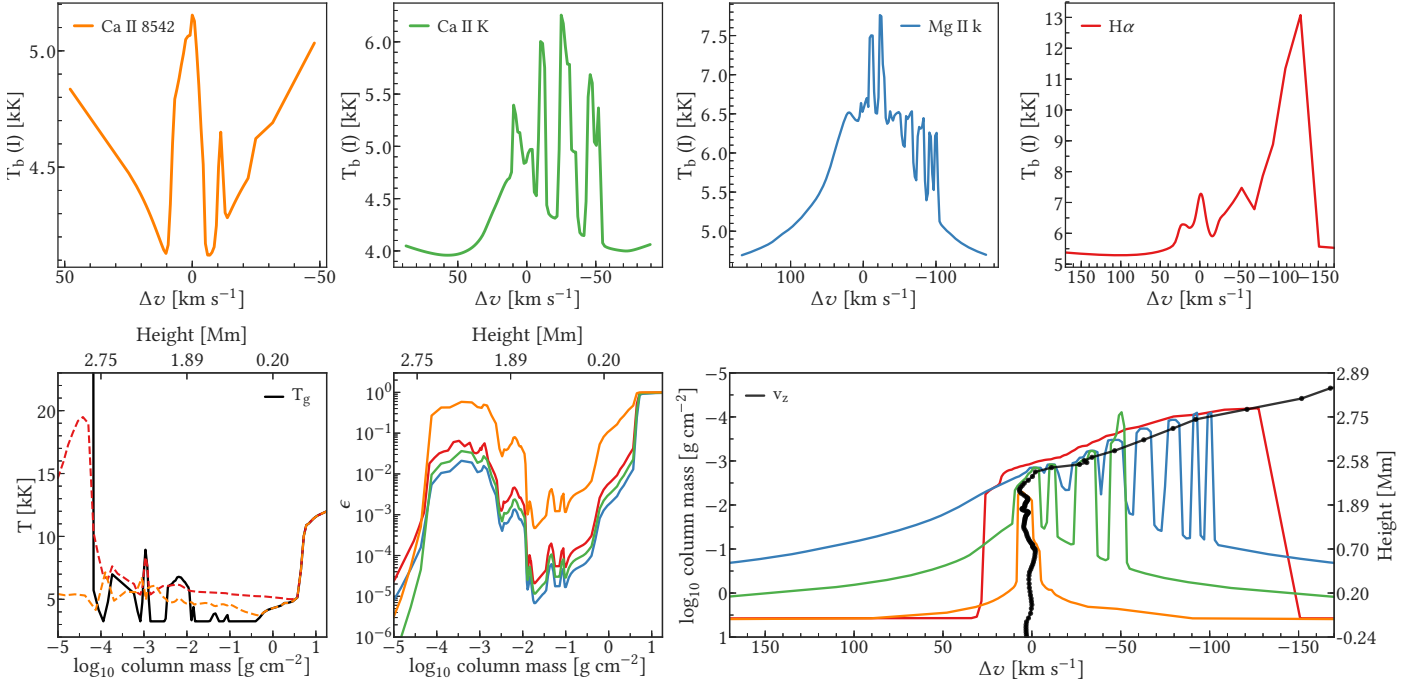 Ca II 8542
Ca II K
Mg II k
Hα
T_b (I) [kK]
5.0
4.5
50 0 −50
Δv [km s⁻¹]
T_b (I) [kK]
6.0
5.5
5.0
4.5
4.0
50 0 −50
Δv [km s⁻¹]
T_b (I) [kK]
7.5
7.0
6.5
6.0
5.5
5.0
100 0 −100
Δv [km s⁻¹]
T_b (I) [kK]
13
12
11
10
9
8
7
6
5
150 100 50 0 −50 −100 −150
Δv [km s⁻¹]
Height [Mm]
2.75 1.89 0.20
T_g
T [kK]
20
15
10
5
−5 −4 −3 −2 −1 0 1
log₁₀ column mass [g cm⁻²]
Height [Mm]
2.75 1.89 0.20
ϵ
10⁰
10⁻¹
10⁻²
10⁻³
10⁻⁴
10⁻⁵
10⁻⁶
−5 −4 −3 −2 −1 0 1
log₁₀ column mass [g cm⁻²]
v_z
log₁₀ column mass [g cm⁻²]
−5
−4
−3
−2
−1
0
1
150 100 50 0 −50 −100 −150
Δv [km s⁻¹]
2.89
2.75
2.58
1.89
0.70
0.20
−0.24
Height [Mm]